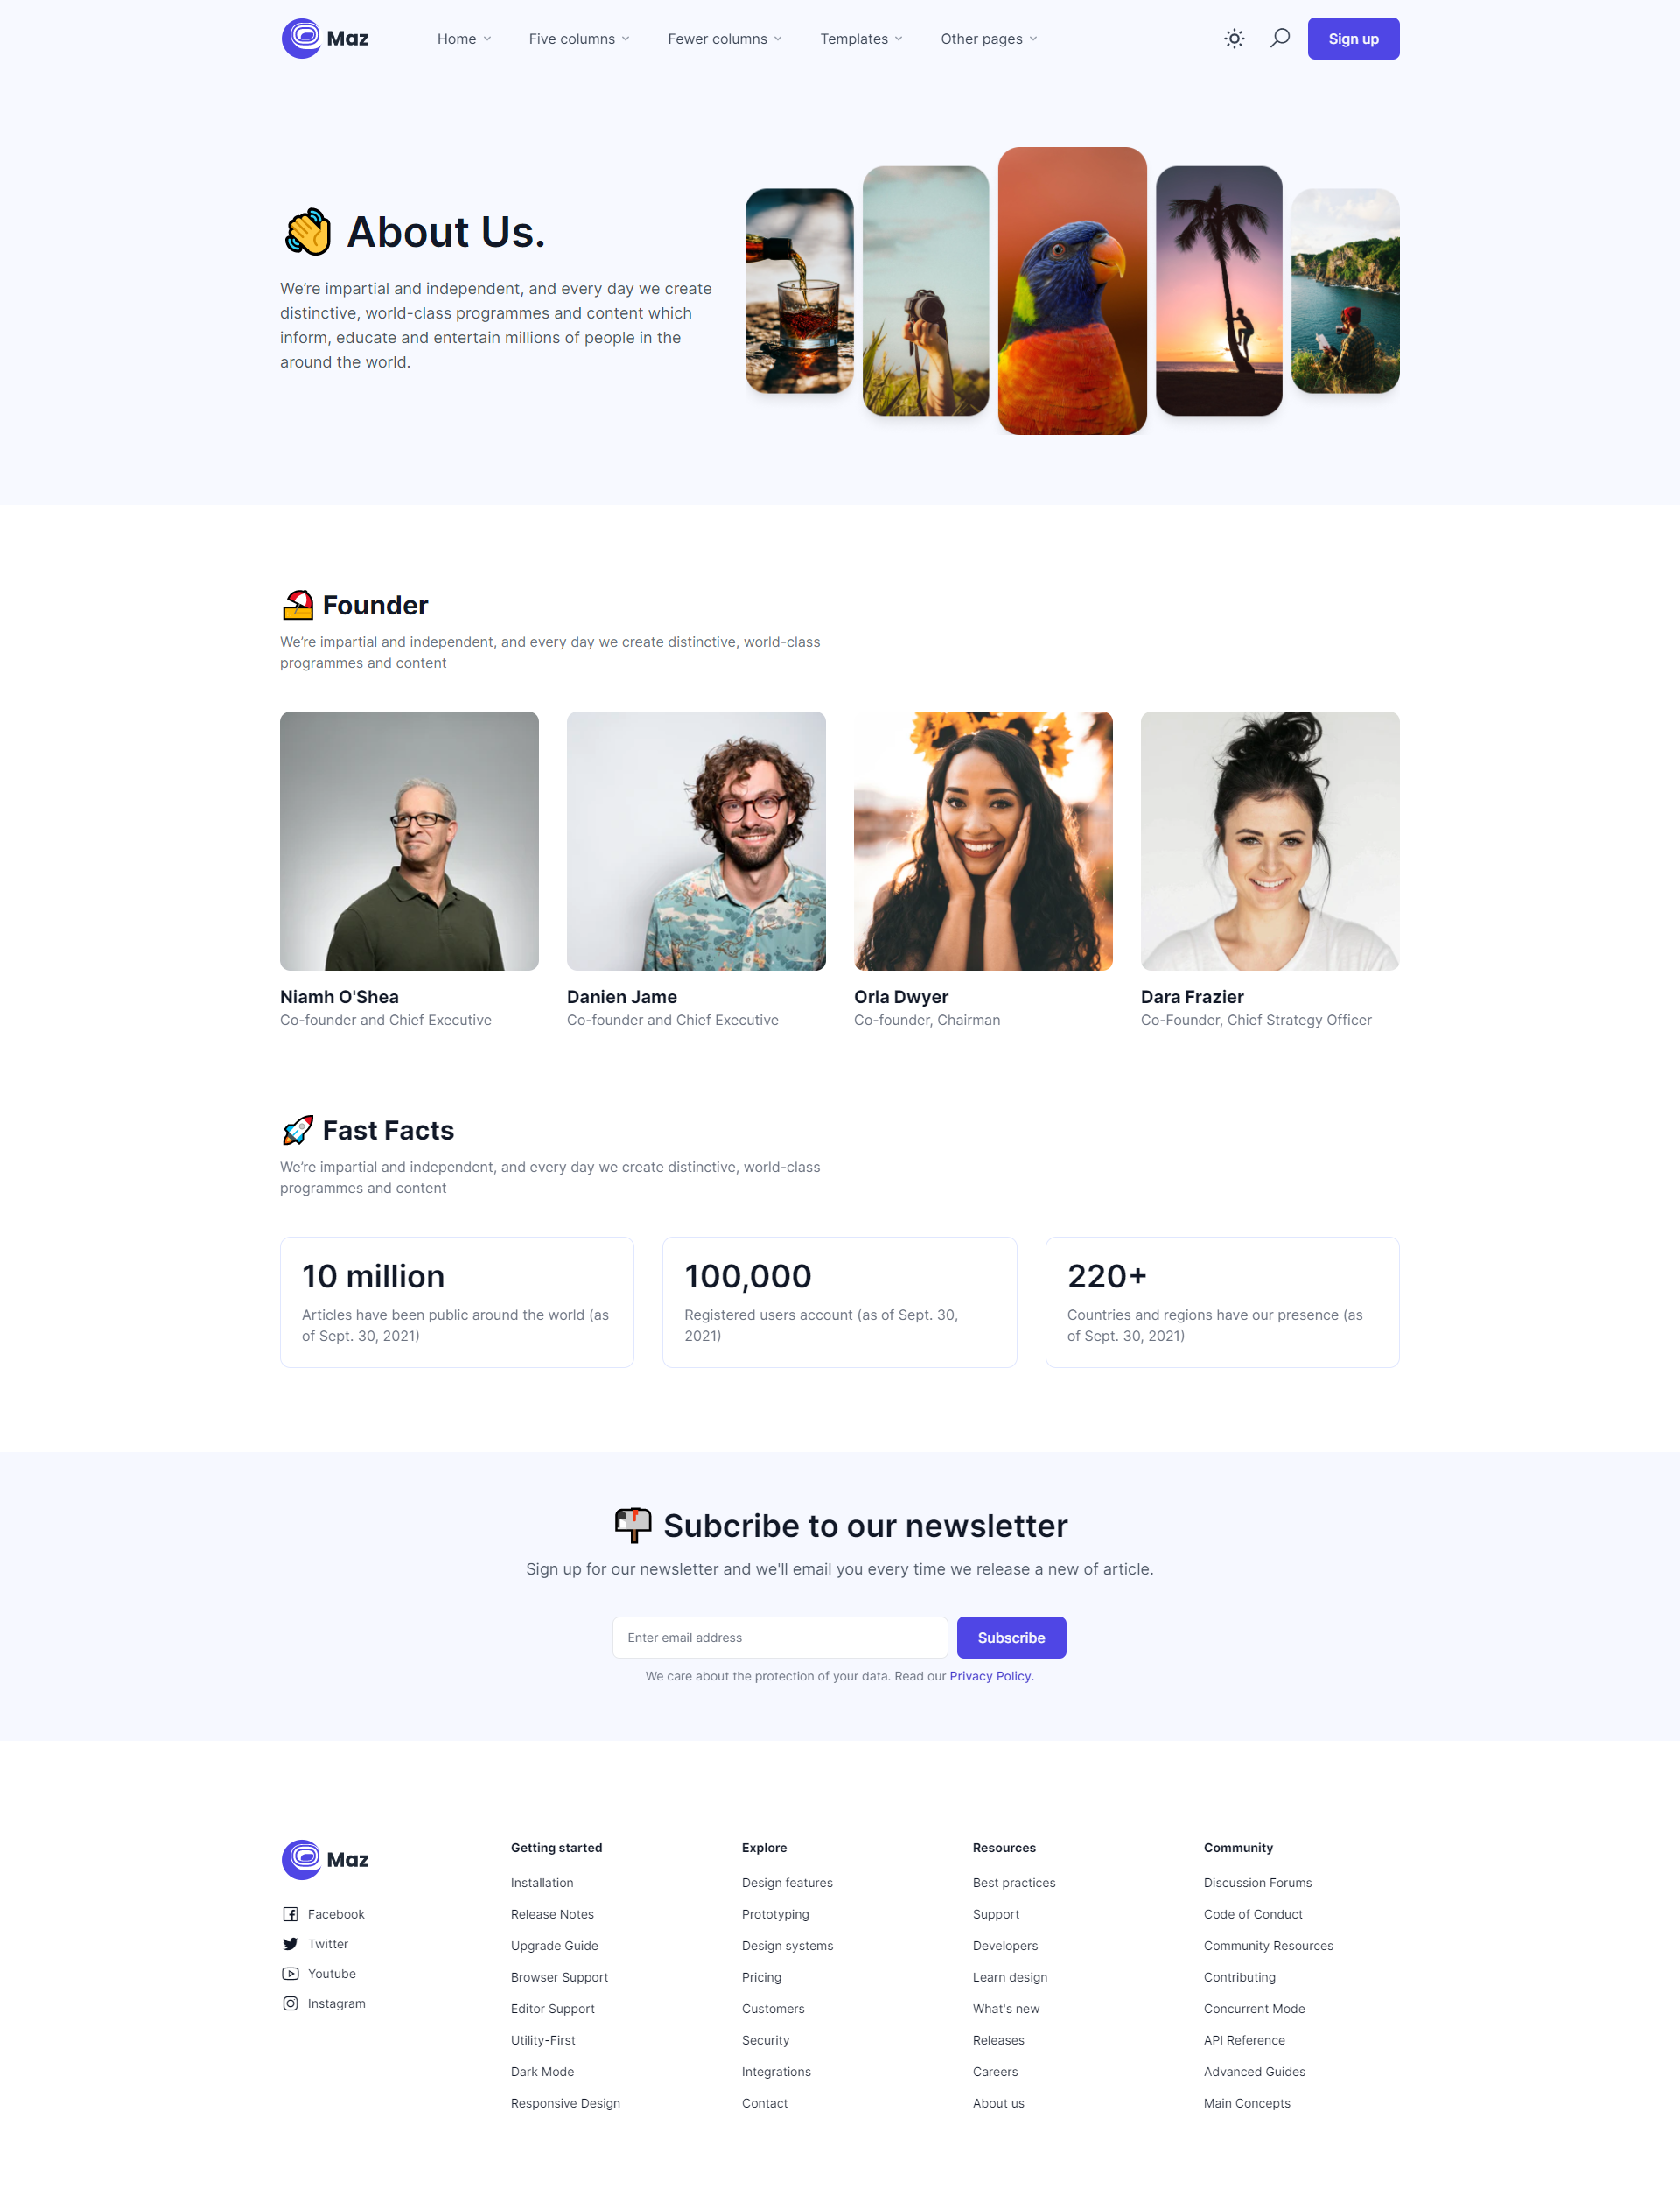 Maz
Home
Five columns
Fewer columns
Templates
Other pages
Sign up
About Us.
We're impartial and independent, and every day we create
distinctive, world-class programmes and content which
inform, educate and entertain millions of people in the
around the world.
Founder
We're impartial and independent, and every day we create distinctive, world-class
programmes and content
Niamh O'Shea
Co-founder and Chief Executive
Danien Jame
Co-founder and Chief Executive
Orla Dwyer
Co-founder, Chairman
Dara Frazier
Co-Founder, Chief Strategy Officer
Fast Facts
We're impartial and independent, and every day we create distinctive, world-class
programmes and content
10 million
Articles have been public around the world (as
of Sept. 30, 2021)
100,000
Registered users account (as of Sept. 30,
2021)
220+
Countries and regions have our presence (as
of Sept. 30, 2021)
Subcribe to our newsletter
Sign up for our newsletter and we'll email you every time we release a new of article.
Enter email address
Subscribe
We care about the protection of your data. Read our Privacy Policy.
Maz
Facebook
Twitter
Youtube
Instagram
Getting started
Installation
Release Notes
Upgrade Guide
Browser Support
Editor Support
Utility-First
Dark Mode
Responsive Design
Explore
Design features
Prototyping
Design systems
Pricing
Customers
Security
Integrations
Contact
Resources
Best practices
Support
Developers
Learn design
What's new
Releases
Careers
About us
Community
Discussion Forums
Code of Conduct
Community Resources
Contributing
Concurrent Mode
API Reference
Advanced Guides
Main Concepts